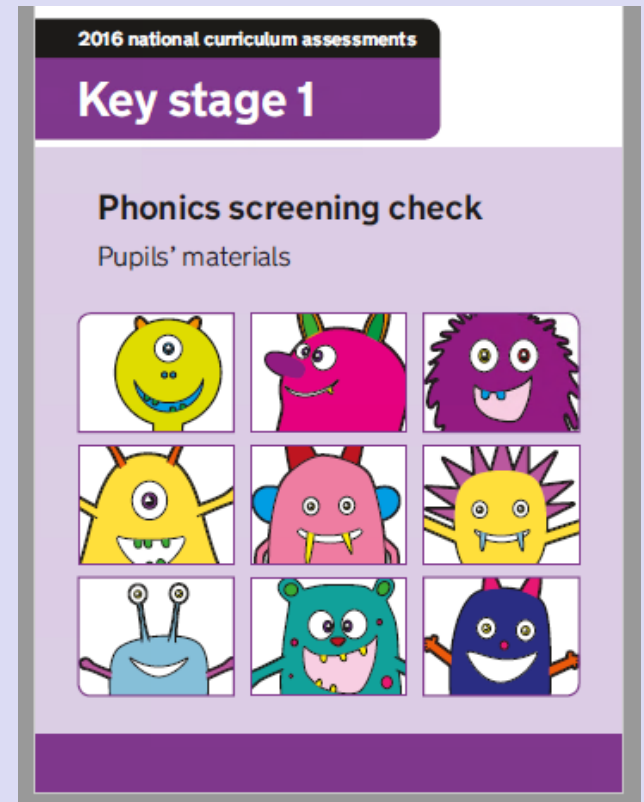 2016 national curriculum assessments
Key stage 1
Phonics screening check
Pupils’ materials